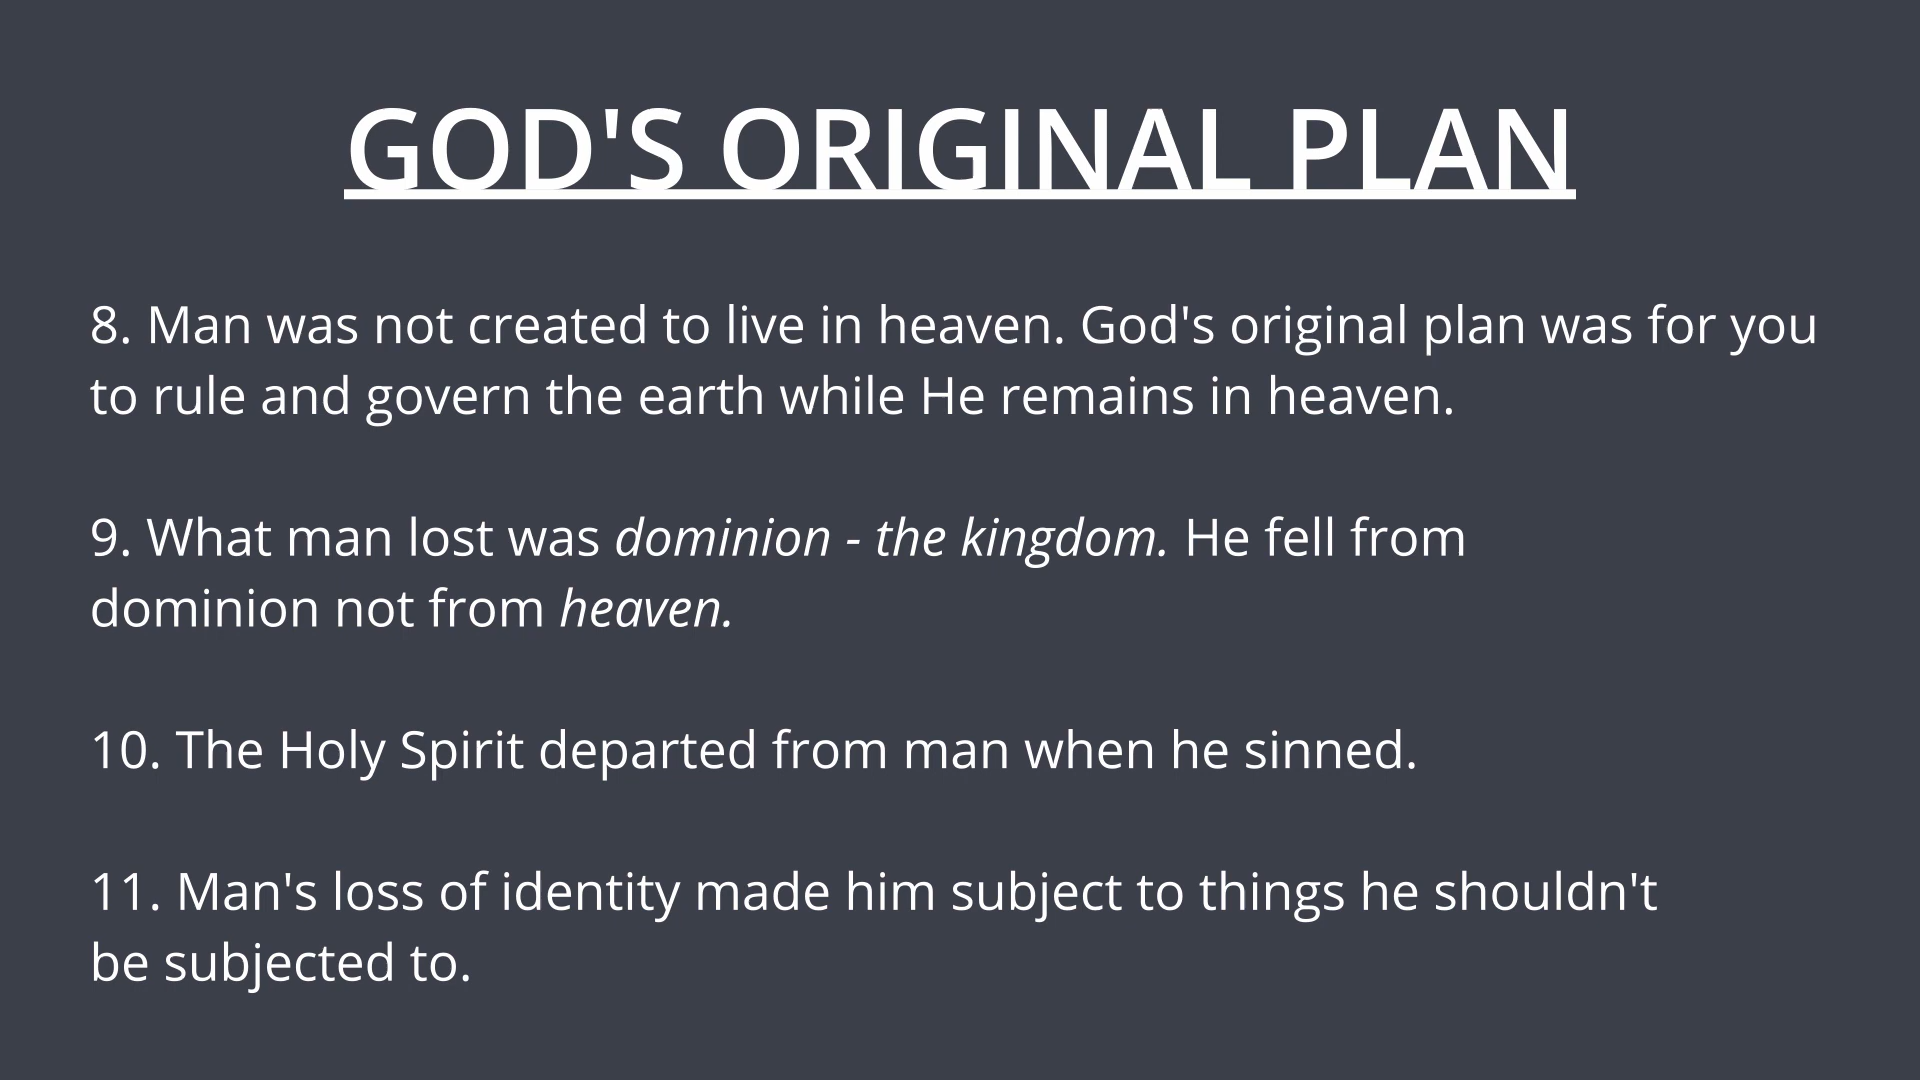 GOD'S ORIGINAL PLAN
8. Man was not created to live in heaven. God's original plan was for you
to rule and govern the earth while He remains in heaven.
9. What man lost was dominion - the kingdom. He fell from
dominion not from heaven.
10. The Holy Spirit departed from man when he sinned.
11. Man's loss of identity made him subject to things he shouldn't
be subjected to.